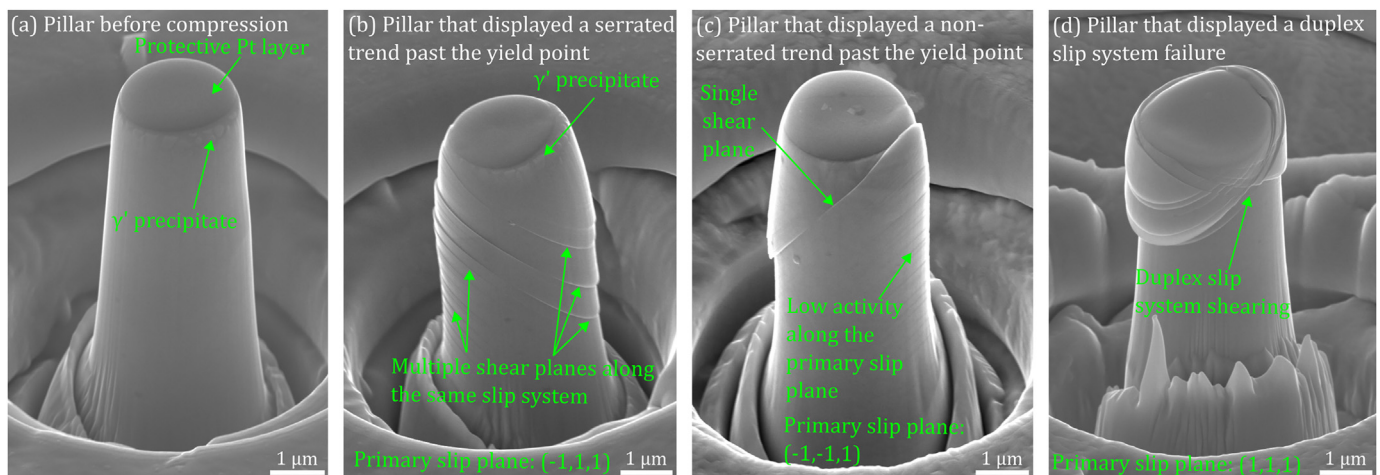 (a) Pillar before compression
Protective Pt layer
γ' precipitate
1 μm
(b) Pillar that displayed a serrated
trend past the yield point
γ' precipitate
Multiple shear planes along
the same slip system
Primary slip plane: (-1,1,1)
1 μm
(c) Pillar that displayed a non-
serrated trend past the yield point
Single
shear
plane
Low activity
along the
primary slip
plane
Primary slip plane:
(-1,-1,1)
1 μm
(d) Pillar that displayed a duplex
slip system failure
Duplex slip
system shearing
Primary slip plane: (1,1,1)
1 μm